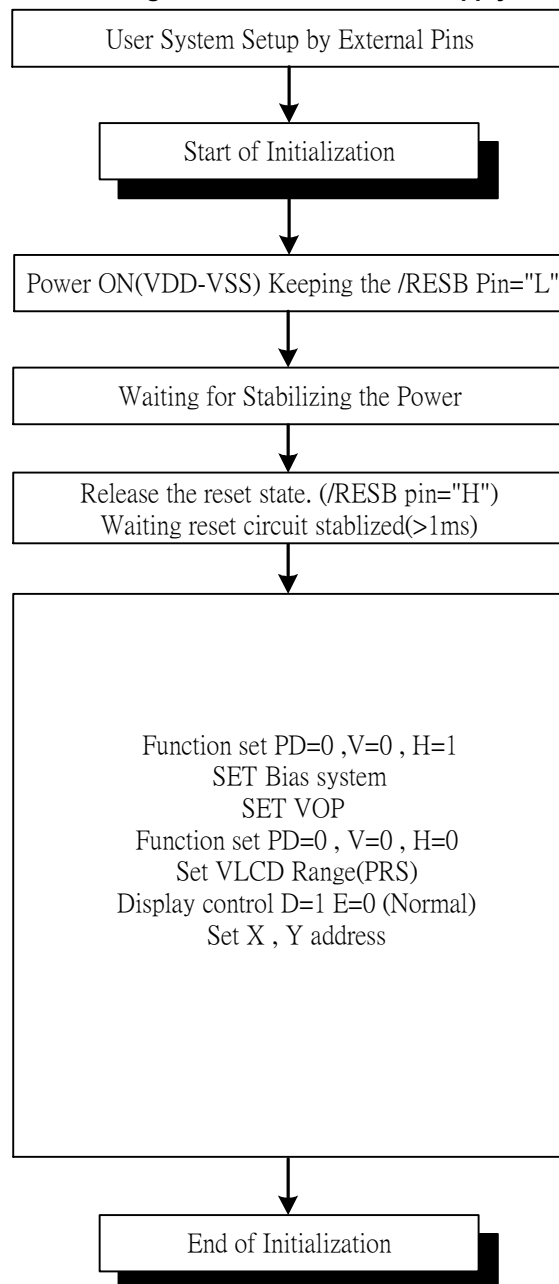 User System Setup by External Pins
Start of Initialization
Power ON(VDD-VSS) Keeping the /RESB Pin="L"
Waiting for Stabilizing the Power
Release the reset state. (/RESB pin="H")
Waiting reset circuit stablized(>1ms)
Function set PD=0 ,V=0 , H=1
SET Bias system
SET VOP
Function set PD=0 , V=0 , H=0
Set VLCD Range(PRS)
Display control D=1 E=0 (Normal)
Set X , Y address
End of Initialization